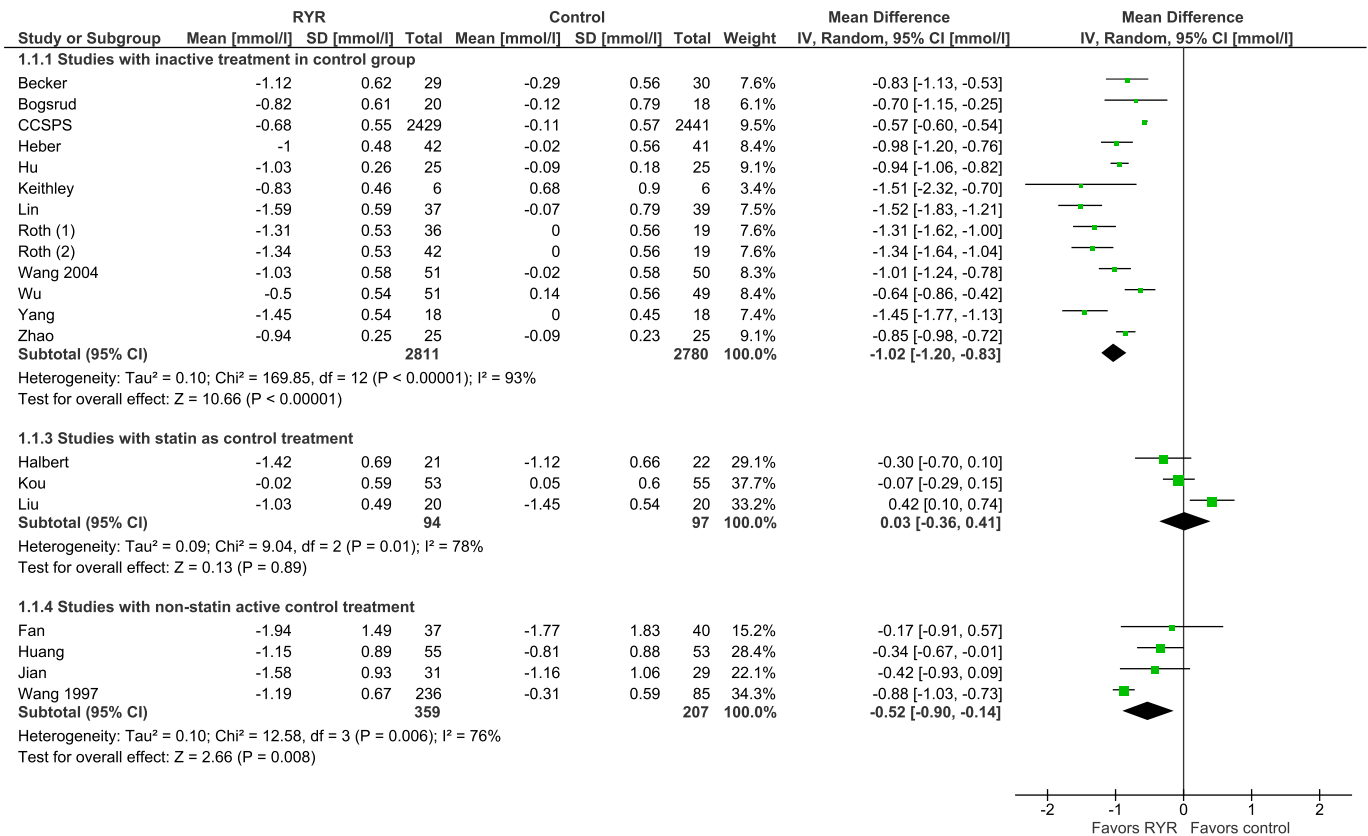 RYR Control Mean Difference Mean Difference
Study or Subgroup Mean [mmol/l] SD [mmol/l] Total Mean [mmol/l] SD [mmol/l] Total Weight IV, Random, 95% CI [mmol/l] IV, Random, 95% CI [mmol/l]
1.1.1 Studies with inactive treatment in control group
Becker -1.12 0.62 29 -0.29 0.56 30 7.6% -0.83 [-1.13, -0.53]
Bogsrud -0.82 0.61 20 -0.12 0.79 18 6.1% -0.70 [-1.15, -0.25]
CCSPS -0.68 0.55 2429 -0.11 0.57 2441 9.5% -0.57 [-0.60, -0.54]
Heber -1 0.48 42 -0.02 0.56 41 8.4% -0.98 [-1.20, -0.76]
Hu -1.03 0.26 25 -0.09 0.18 25 9.1% -0.94 [-1.06, -0.82]
Keithley -0.83 0.46 6 0.68 0.9 6 3.4% -1.51 [-2.32, -0.70]
Lin -1.59 0.59 37 -0.07 0.79 39 7.5% -1.52 [-1.83, -1.21]
Roth (1) -1.31 0.53 36 0 0.56 19 7.6% -1.31 [-1.62, -1.00]
Roth (2) -1.34 0.53 42 0 0.56 19 7.6% -1.34 [-1.64, -1.04]
Wang 2004 -1.03 0.58 51 -0.02 0.58 50 8.3% -1.01 [-1.24, -0.78]
Wu -0.5 0.54 51 0.14 0.56 49 8.4% -0.64 [-0.86, -0.42]
Yang -1.45 0.54 18 0 0.45 18 7.4% -1.45 [-1.77, -1.13]
Zhao -0.94 0.25 25 -0.09 0.23 25 9.1% -0.85 [-0.98, -0.72]
Subtotal (95% CI) 2811 2780 100.0% -1.02 [-1.20, -0.83]
Heterogeneity: Tau² = 0.10; Chi² = 169.85, df = 12 (P < 0.00001); I² = 93%
Test for overall effect: Z = 10.66 (P < 0.00001)
1.1.3 Studies with statin as control treatment
Halbert -1.42 0.69 21 -1.12 0.66 22 29.1% -0.30 [-0.70, 0.10]
Kou -0.02 0.59 53 0.05 0.6 55 37.7% -0.07 [-0.29, 0.15]
Liu -1.03 0.49 20 -1.45 0.54 20 33.2% 0.42 [0.10, 0.74]
Subtotal (95% CI) 94 97 100.0% 0.03 [-0.36, 0.41]
Heterogeneity: Tau² = 0.09; Chi² = 9.04, df = 2 (P = 0.01); I² = 78%
Test for overall effect: Z = 0.13 (P = 0.89)
1.1.4 Studies with non-statin active control treatment
Fan -1.94 1.49 37 -1.77 1.83 40 15.2% -0.17 [-0.91, 0.57]
Huang -1.15 0.89 55 -0.81 0.88 53 28.4% -0.34 [-0.67, -0.01]
Jian -1.58 0.93 31 -1.16 1.06 29 22.1% -0.42 [-0.93, 0.09]
Wang 1997 -1.19 0.67 236 -0.31 0.59 85 34.3% -0.88 [-1.03, -0.73]
Subtotal (95% CI) 359 207 100.0% -0.52 [-0.90, -0.14]
Heterogeneity: Tau² = 0.10; Chi² = 12.58, df = 3 (P = 0.006); I² = 76%
Test for overall effect: Z = 2.66 (P = 0.008)
-2 -1 0 1 2
Favors RYR Favors control